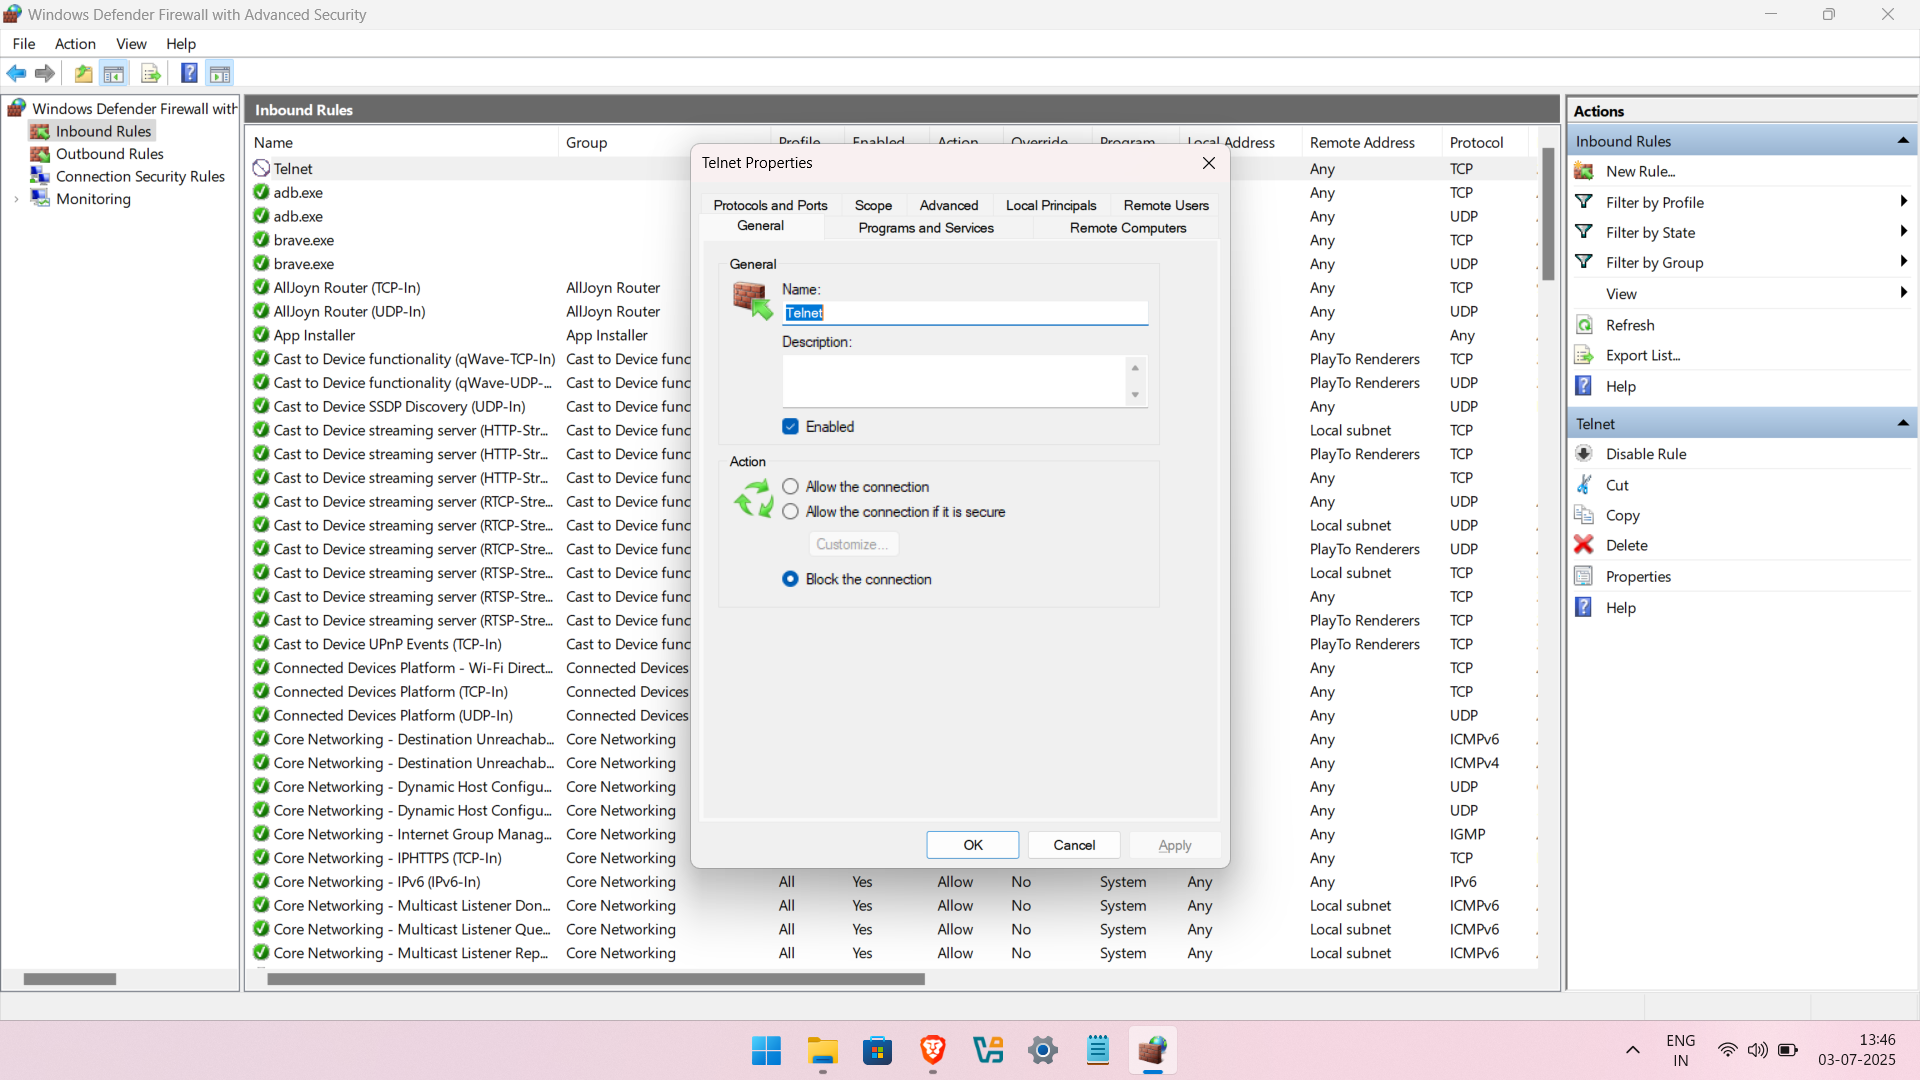 Windows Defender Firewall with Advanced Security
File Action View Help
Windows Defender Firewall with
Inbound Rules
Outbound Rules
Connection Security Rules
Monitoring
Inbound Rules
Name Group Profile Enabled Action Override Program Local Address Remote Address Protocol
Telnet Any TCP
adb.exe Any TCP
adb.exe Any UDP
brave.exe Any TCP
brave.exe Any UDP
AllJoyn Router (TCP-In) AllJoyn Router Any TCP
AllJoyn Router (UDP-In) AllJoyn Router Any UDP
App Installer App Installer Any Any
Cast to Device functionality (qWave-TCP-In) Cast to Device func PlayTo Renderers TCP
Cast to Device functionality (qWave-UDP-... Cast to Device func PlayTo Renderers UDP
Cast to Device SSDP Discovery (UDP-In) Cast to Device func Any UDP
Cast to Device streaming server (HTTP-Str... Cast to Device func Local subnet TCP
Cast to Device streaming server (HTTP-Str... Cast to Device func PlayTo Renderers TCP
Cast to Device streaming server (HTTP-Str... Cast to Device func Any TCP
Cast to Device streaming server (RTCP-Stre... Cast to Device func Any UDP
Cast to Device streaming server (RTCP-Stre... Cast to Device func Local subnet UDP
Cast to Device streaming server (RTCP-Stre... Cast to Device func PlayTo Renderers UDP
Cast to Device streaming server (RTSP-Stre... Cast to Device func Local subnet TCP
Cast to Device streaming server (RTSP-Stre... Cast to Device func Any TCP
Cast to Device streaming server (RTSP-Stre... Cast to Device func PlayTo Renderers TCP
Cast to Device UPnP Events (TCP-In) Cast to Device func PlayTo Renderers TCP
Connected Devices Platform - Wi-Fi Direct... Connected Devices Any TCP
Connected Devices Platform (TCP-In) Connected Devices Any TCP
Connected Devices Platform (UDP-In) Connected Devices Any UDP
Core Networking - Destination Unreachab... Core Networking Any ICMPv6
Core Networking - Destination Unreachab... Core Networking Any ICMPv4
Core Networking - Dynamic Host Configu... Core Networking Any UDP
Core Networking - Dynamic Host Configu... Core Networking Any UDP
Core Networking - Internet Group Manag... Core Networking Any IGMP
Core Networking - IPHTTPS (TCP-In) Core Networking Any TCP
Core Networking - IPv6 (IPv6-In) Core Networking All Yes Allow No System Any Any IPv6
Core Networking - Multicast Listener Don... Core Networking All Yes Allow No System Any Local subnet ICMPv6
Core Networking - Multicast Listener Que... Core Networking All Yes Allow No System Any Local subnet ICMPv6
Core Networking - Multicast Listener Rep... Core Networking All Yes Allow No System Any Local subnet ICMPv6
Telnet Properties
Protocols and Ports Scope Advanced Local Principals Remote Users
General Programs and Services Remote Computers
General
Name:
Telnet
Description:
Enabled
Action
Allow the connection
Allow the connection if it is secure
Customize...
Block the connection
OK Cancel Apply
Actions
Inbound Rules
New Rule...
Filter by Profile
Filter by State
Filter by Group
View
Refresh
Export List...
Help
Telnet
Disable Rule
Cut
Copy
Delete
Properties
Help
ENG
IN
13:46
03-07-2025